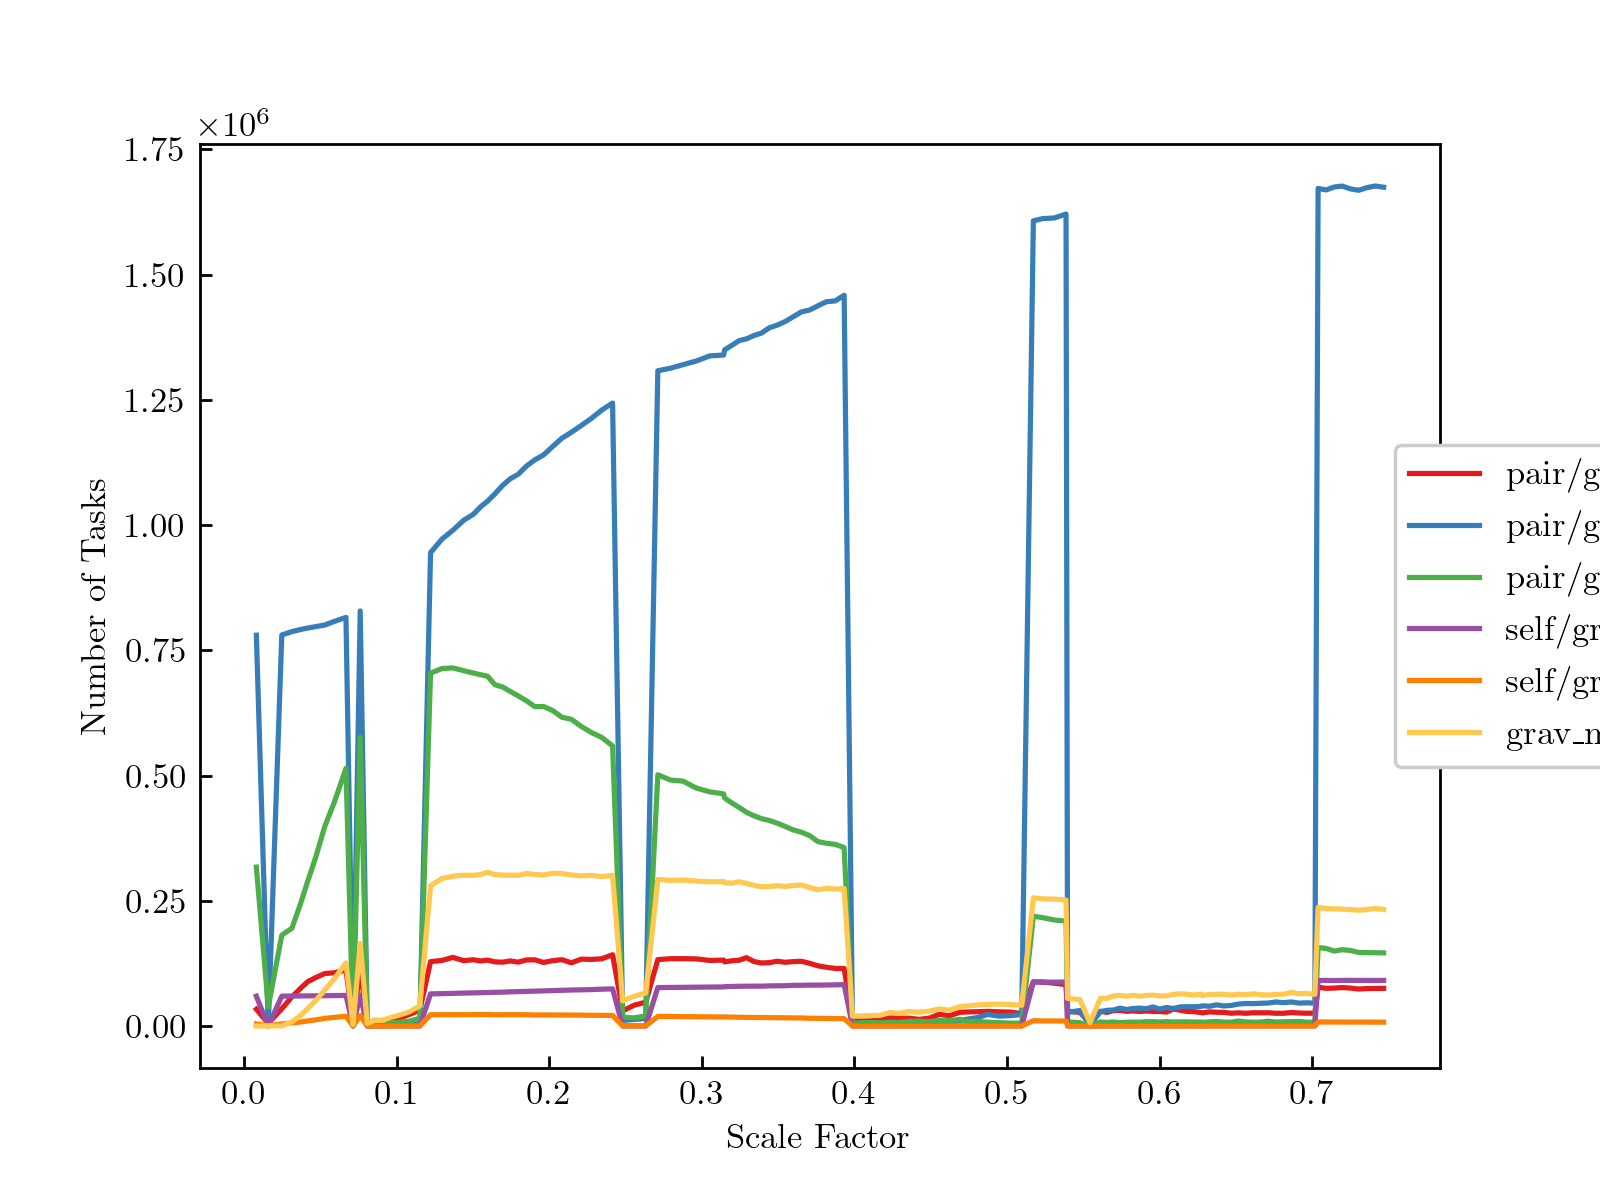 ×10⁶
1.75
1.50
1.25
1.00
0.75
0.50
0.25
0.00
Number of Tasks
0.0 0.1 0.2 0.3 0.4 0.5 0.6 0.7
Scale Factor
pair/g
pair/g
pair/g
self/gr
self/gr
grav_m